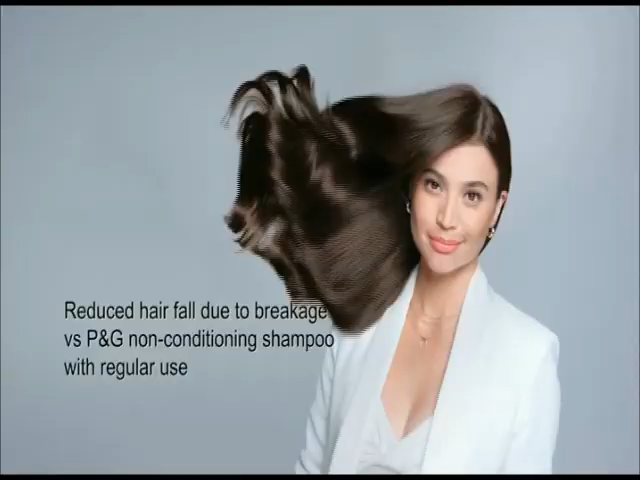 Reduced hair fall due to breakage
vs P&G non-conditioning shampoo
with regular use